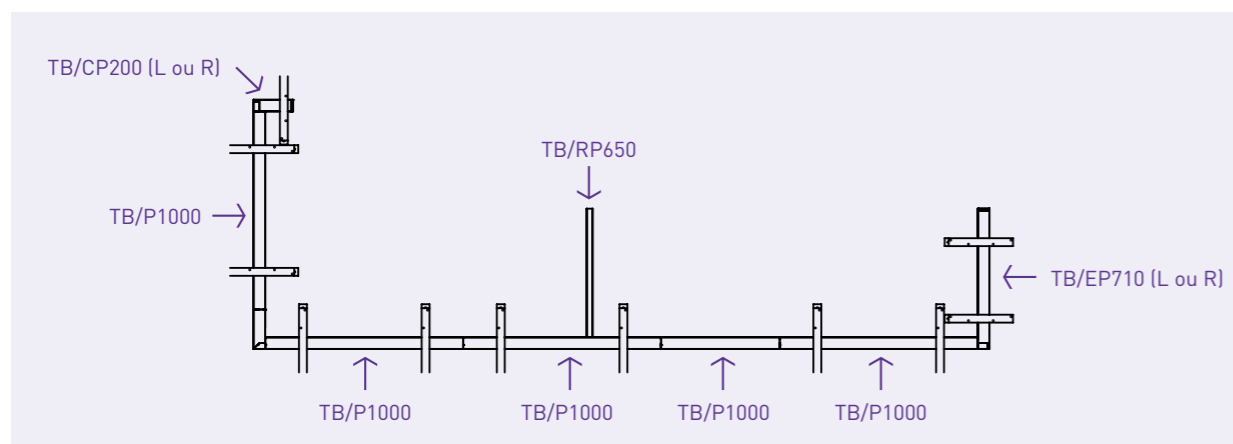 TB/CP200 (L ou R)
TB/RP650
TB/P1000
TB/EP710 (L ou R)
TB/P1000
TB/P1000
TB/P1000
TB/P1000